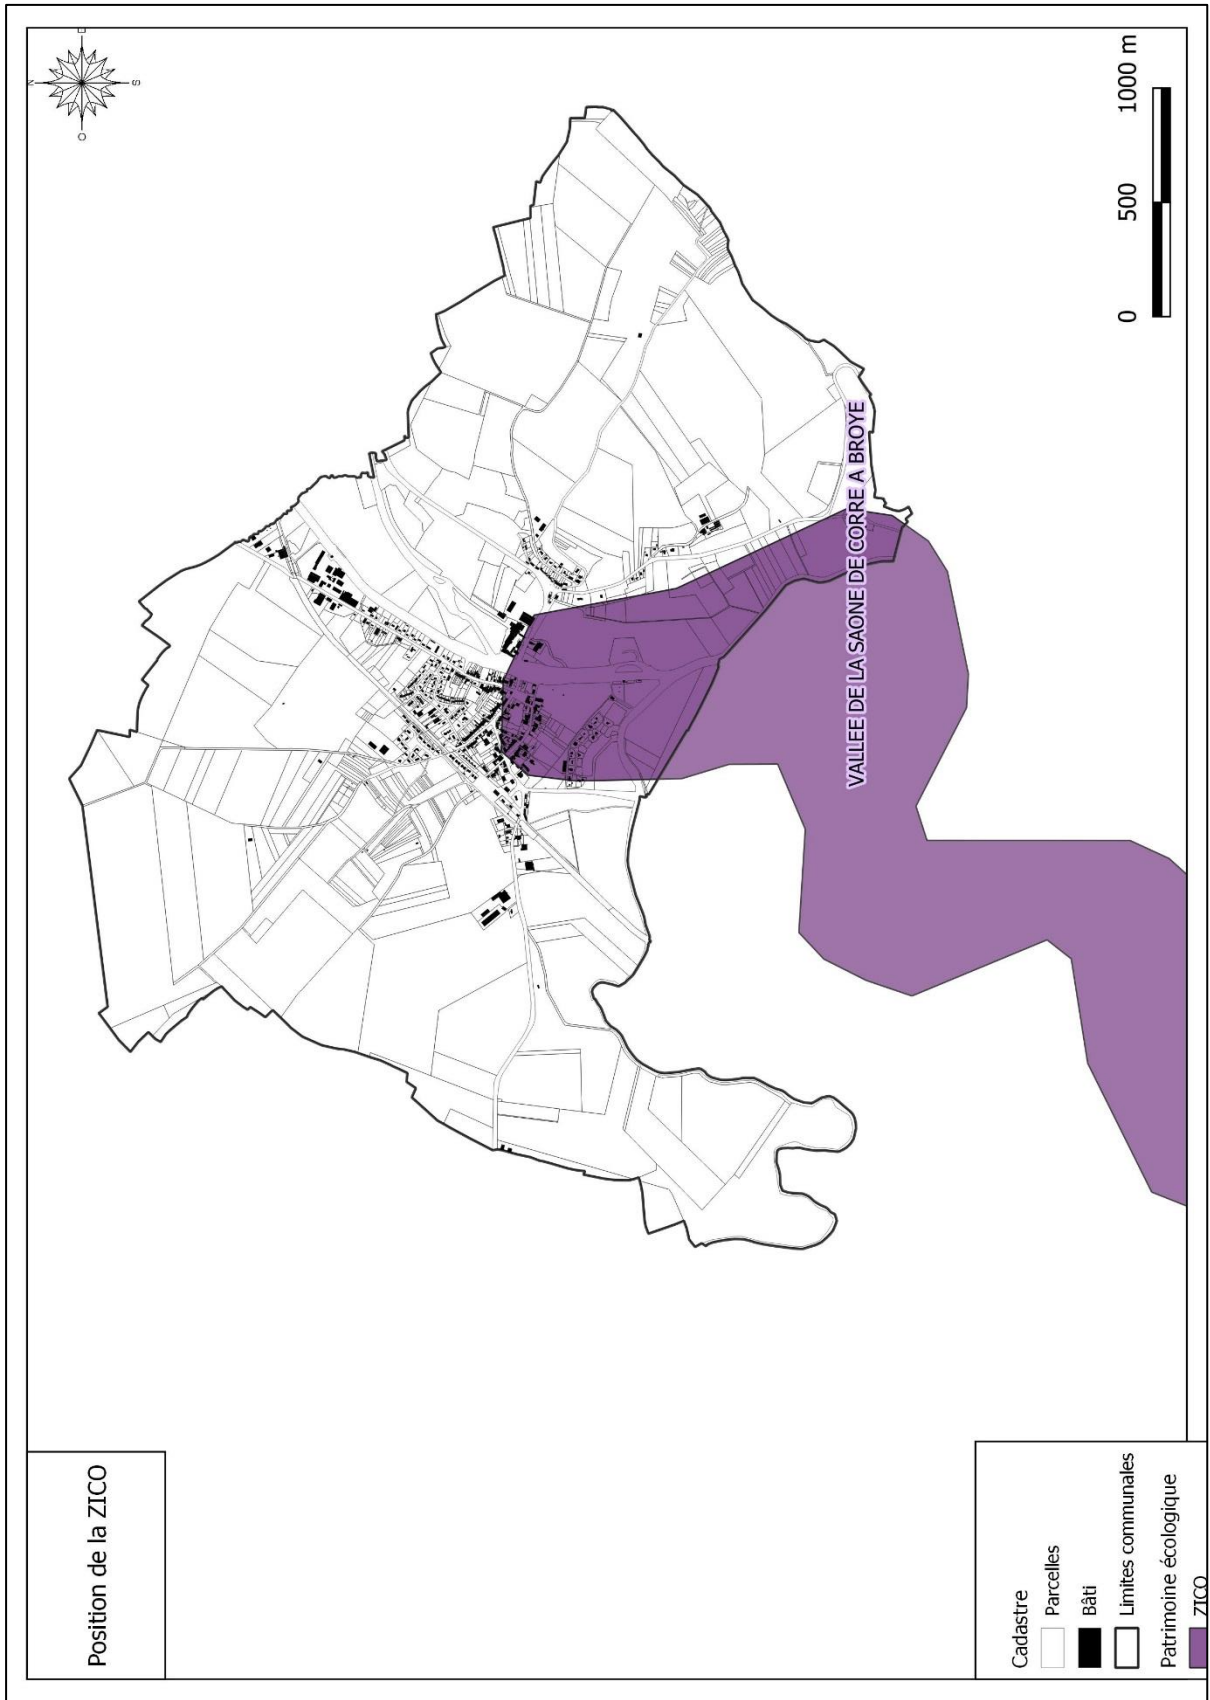 Position de la ZICO
N
E
S
O
VALLEE DE LA SAONE DE CORRE A BROYE
0 500 1000 m
Cadastre
Parcelles
Bâti
Limites communales
Patrimoine écologique
ZICO